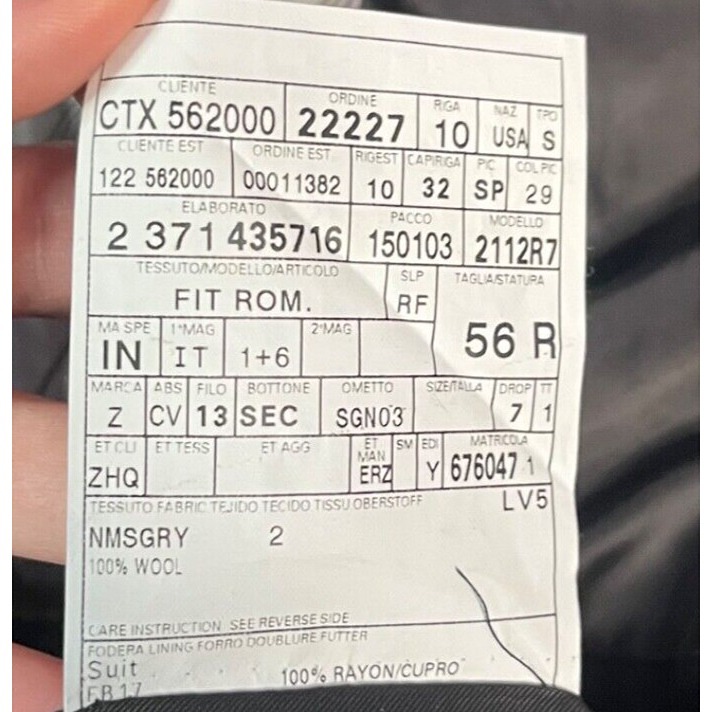 CLIENTE ORDINE RIGA NAZ TPO
CTX 562000 22227 10 USA S
CLIENTE EST ORDINE EST RIGEST CAPIRIGA PIC COL PIC
122 562000 00011382 10 32 SP 29
ELABORATO PACCO MODELLO
2 371 435716 150103 2112R7
TESSUTO/MODELLO/ARTICOLO SLP TAGLIA/STATURA
FIT ROM. RF 56 R
MA SPE 1°MAG 2°MAG
IN IT 1+6
MARCA ABS FILO BOTTONE OMETTO SIZE/TALLA DROP TT
Z CV 13 SEC SGN03 7 1
ET CLI ET TESS ET AGG ET MAN SM EDI MATRICOLA
ZHQ ERZ Y 676047 1
TESSUTO FABRIC TEJIDO TECIDO TISSU OBERSTOFF LV5
NMSGRY 2
100% WOOL
CARE INSTRUCTION SEE REVERSE SIDE
FODERA LINING FORRO DOUBLURE FUTTER
Suit 100% RAYON/CUPRO
FB17